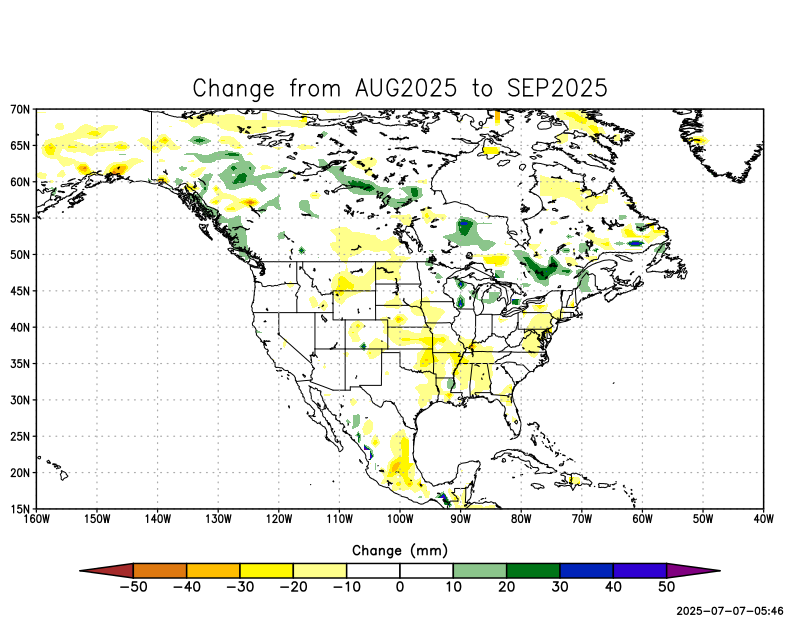 Change from AUG2025 to SEP2025
70N
65N
60N
55N
50N
45N
40N
35N
30N
25N
20N
15N
160W 150W 140W 130W 120W 110W 100W 90W 80W 70W 60W 50W 40W
Change (mm)
−50 −40 −30 −20 −10 0 10 20 30 40 50
2025-07-07-05:46